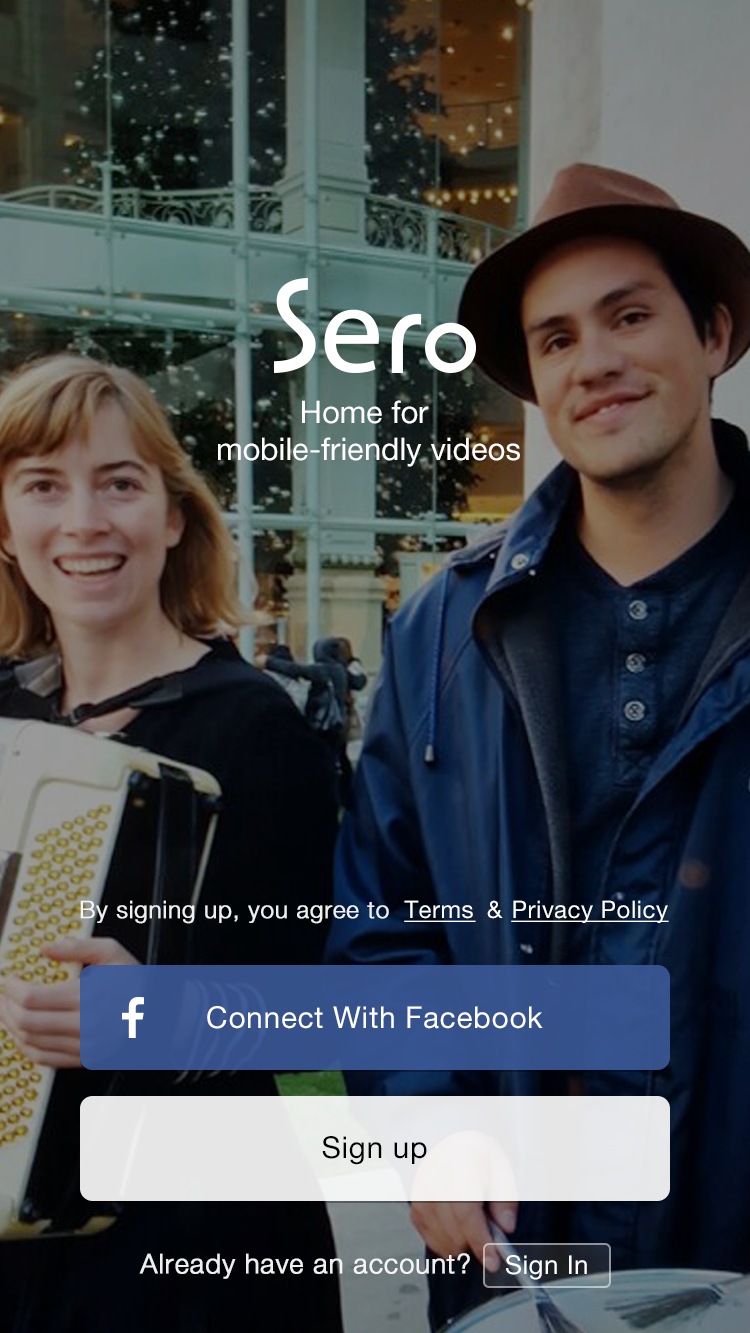 Sero
Home for
mobile-friendly videos
By signing up, you agree to Terms & Privacy Policy
f Connect With Facebook
Sign up
Already have an account? Sign In